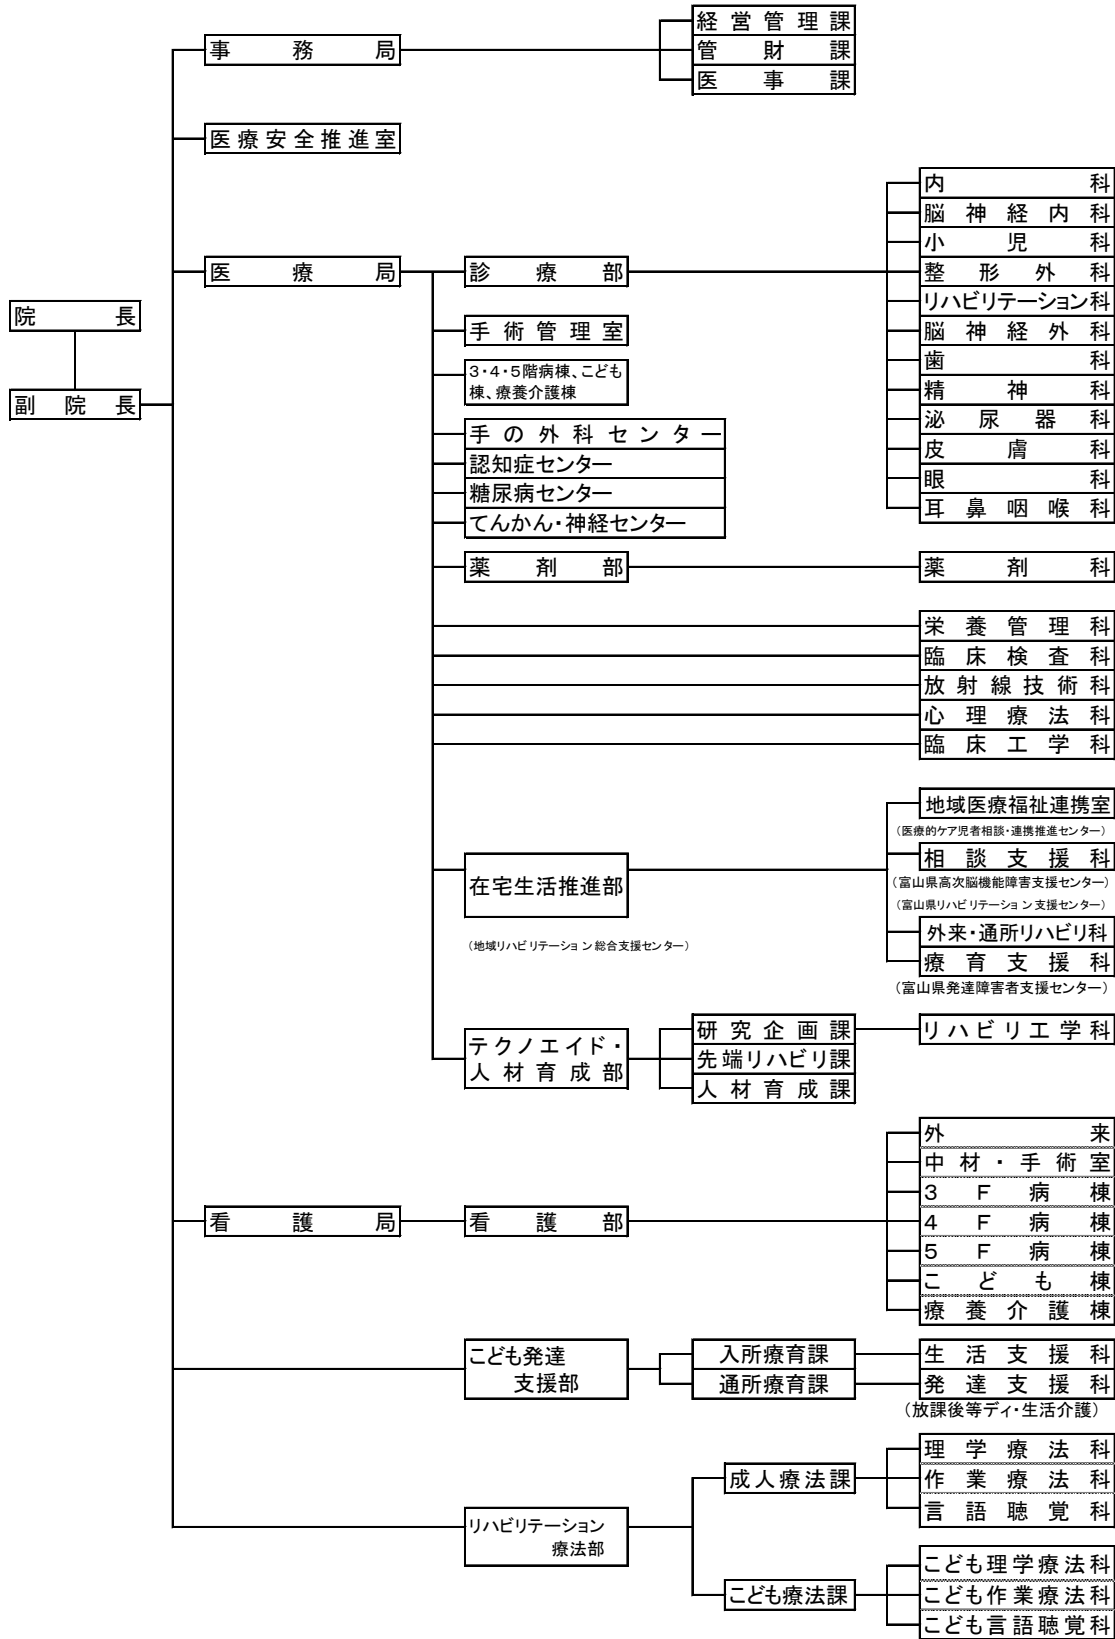 経営管理課
事務局
管財課
医事課
医療安全推進室
内科
脳神経内科
小児科
医療局
診療部
整形外科
リハビリテーション科
院長
手術管理室
脳神経外科
歯科
3・4・5階病棟、こども
棟、療養介護棟
精神科
副院長
泌尿器科
手の外科センター
皮膚科
認知症センター
眼科
糖尿病センター
耳鼻咽喉科
てんかん・神経センター
薬剤部
薬剤科
栄養管理科
臨床検査科
放射線技術科
心理療法科
臨床工学科
地域医療福祉連携室
（医療的ケア児者相談・連携推進センター）
相談支援科
在宅生活推進部
（富山県高次脳機能障害支援センター）
（富山県リハビリテーション支援センター）
外来・通所リハビリ科
（地域リハビリテーション総合支援センター）
療育支援科
（富山県発達障害者支援センター）
研究企画課
リハビリ工学科
テクノエイド・
人材育成部
先端リハビリ課
人材育成課
外来
中材・手術室
3F病棟
看護局
看護部
4F病棟
5F病棟
こども棟
療養介護棟
こども発達
支援部
入所療育課
生活支援科
通所療育課
発達支援科
（放課後等ディ・生活介護）
理学療法科
成人療法課
作業療法科
言語聴覚科
リハビリテーション
療法部
こども理学療法科
こども療法課
こども作業療法科
こども言語聴覚科